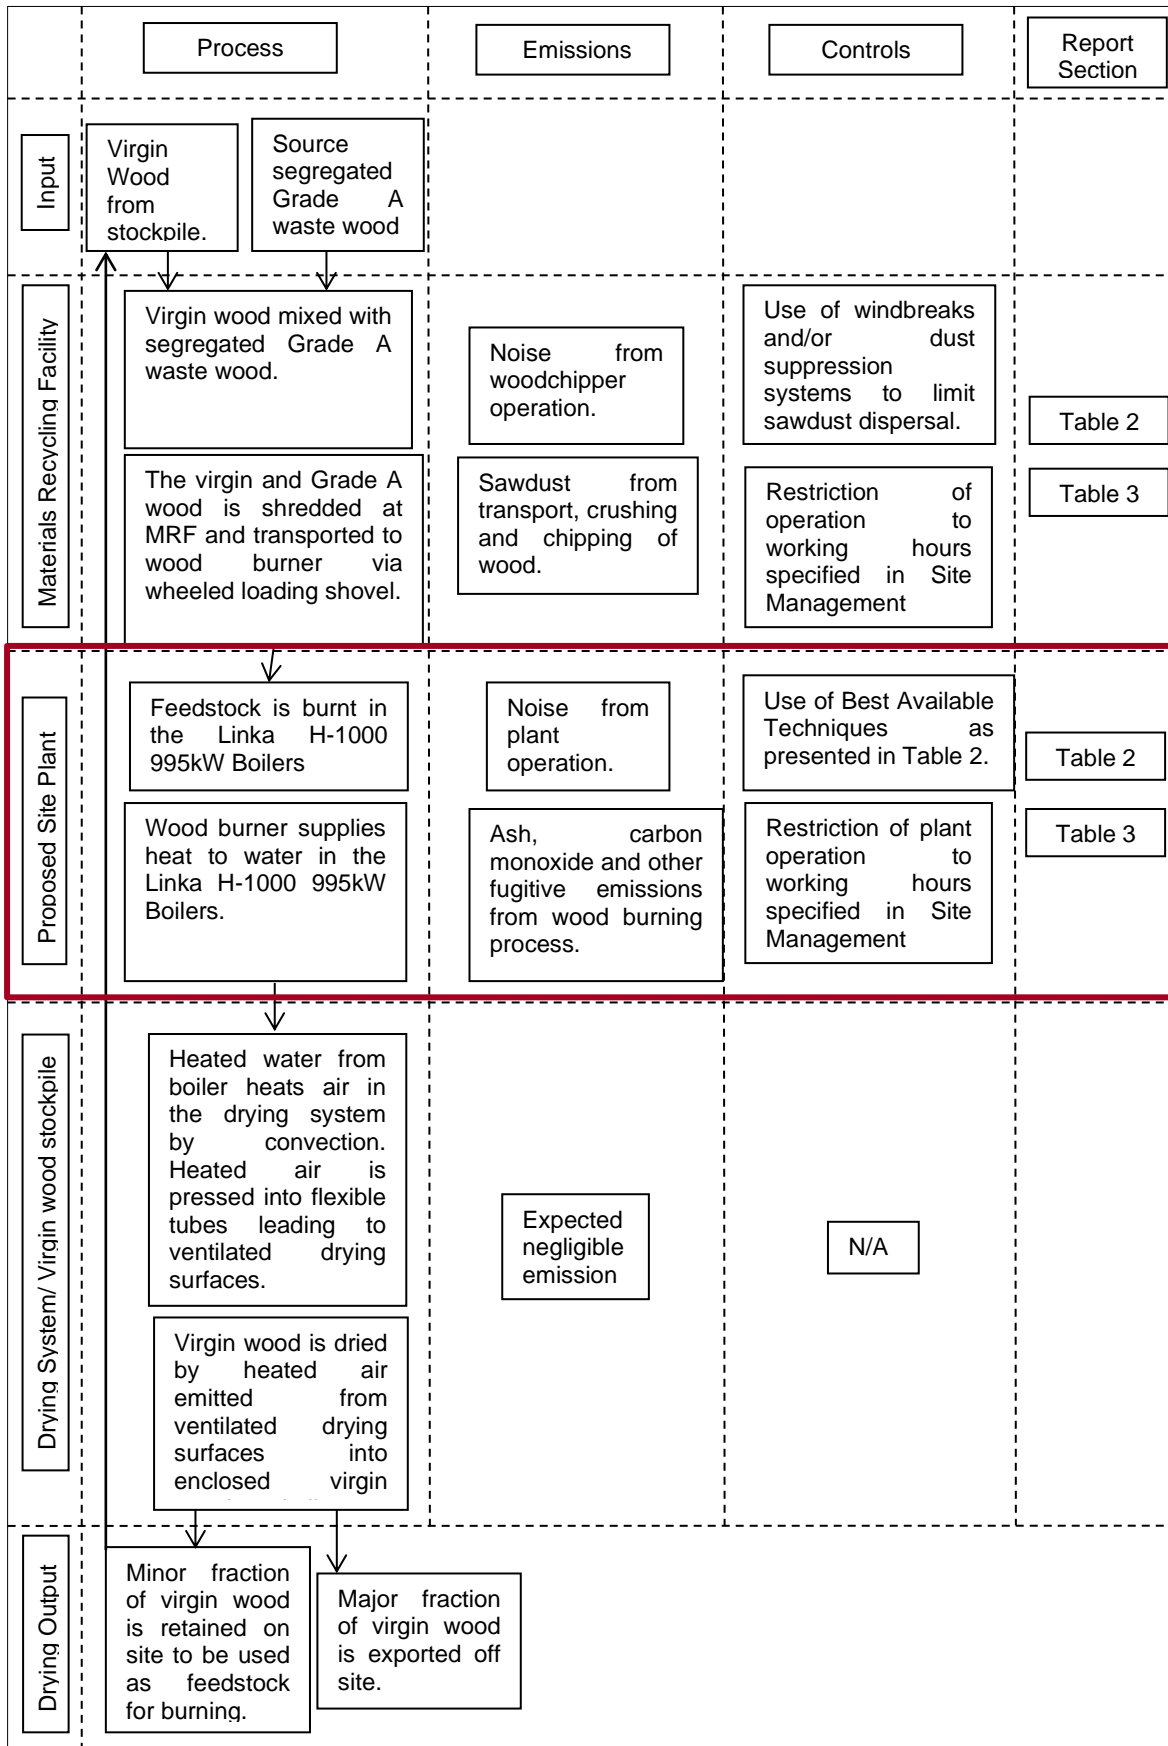 Process
Emissions
Controls
Report
Section
Input
Virgin
Wood
from
stockpile.
Source
segregated
Grade A
waste wood
Materials Recycling Facility
Virgin wood mixed with
segregated Grade A
waste wood.
The virgin and Grade A
wood is shredded at
MRF and transported to
wood burner via
wheeled loading shovel.
Noise from
woodchipper
operation.
Sawdust from
transport, crushing
and chipping of
wood.
Use of windbreaks
and/or dust
suppression
systems to limit
sawdust dispersal.
Restriction of
operation to
working hours
specified in Site
Management
Table 2
Table 3
Proposed Site Plant
Feedstock is burnt in
the Linka H-1000
995kW Boilers
Wood burner supplies
heat to water in the
Linka H-1000 995kW
Boilers.
Noise from
plant
operation.
Ash, carbon
monoxide and other
fugitive emissions
from wood burning
process.
Use of Best Available
Techniques as
presented in Table 2.
Restriction of plant
operation to
working hours
specified in Site
Management
Table 2
Table 3
Drying System/ Virgin wood stockpile
Heated water from
boiler heats air in
the drying system
by convection.
Heated air is
pressed into flexible
tubes leading to
ventilated drying
surfaces.
Virgin wood is dried
by heated air
emitted from
ventilated drying
surfaces into
enclosed virgin
Expected
negligible
emission
N/A
Drying Output
Minor fraction
of virgin wood
is retained on
site to be used
as feedstock
for burning.
Major fraction
of virgin wood
is exported off
site.